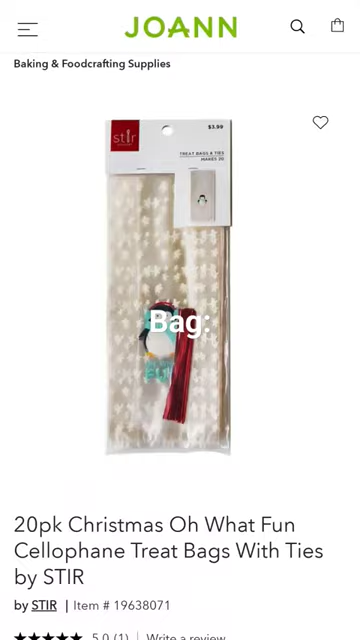 JOANN
Baking & Foodcrafting Supplies
stir
$3.99
TREAT BAGS & TIES
MAKES 20
Bag:
20pk Christmas Oh What Fun
Cellophane Treat Bags With Ties
by STIR
by STIR | Item # 19638071
5.0 (1) | Write a review